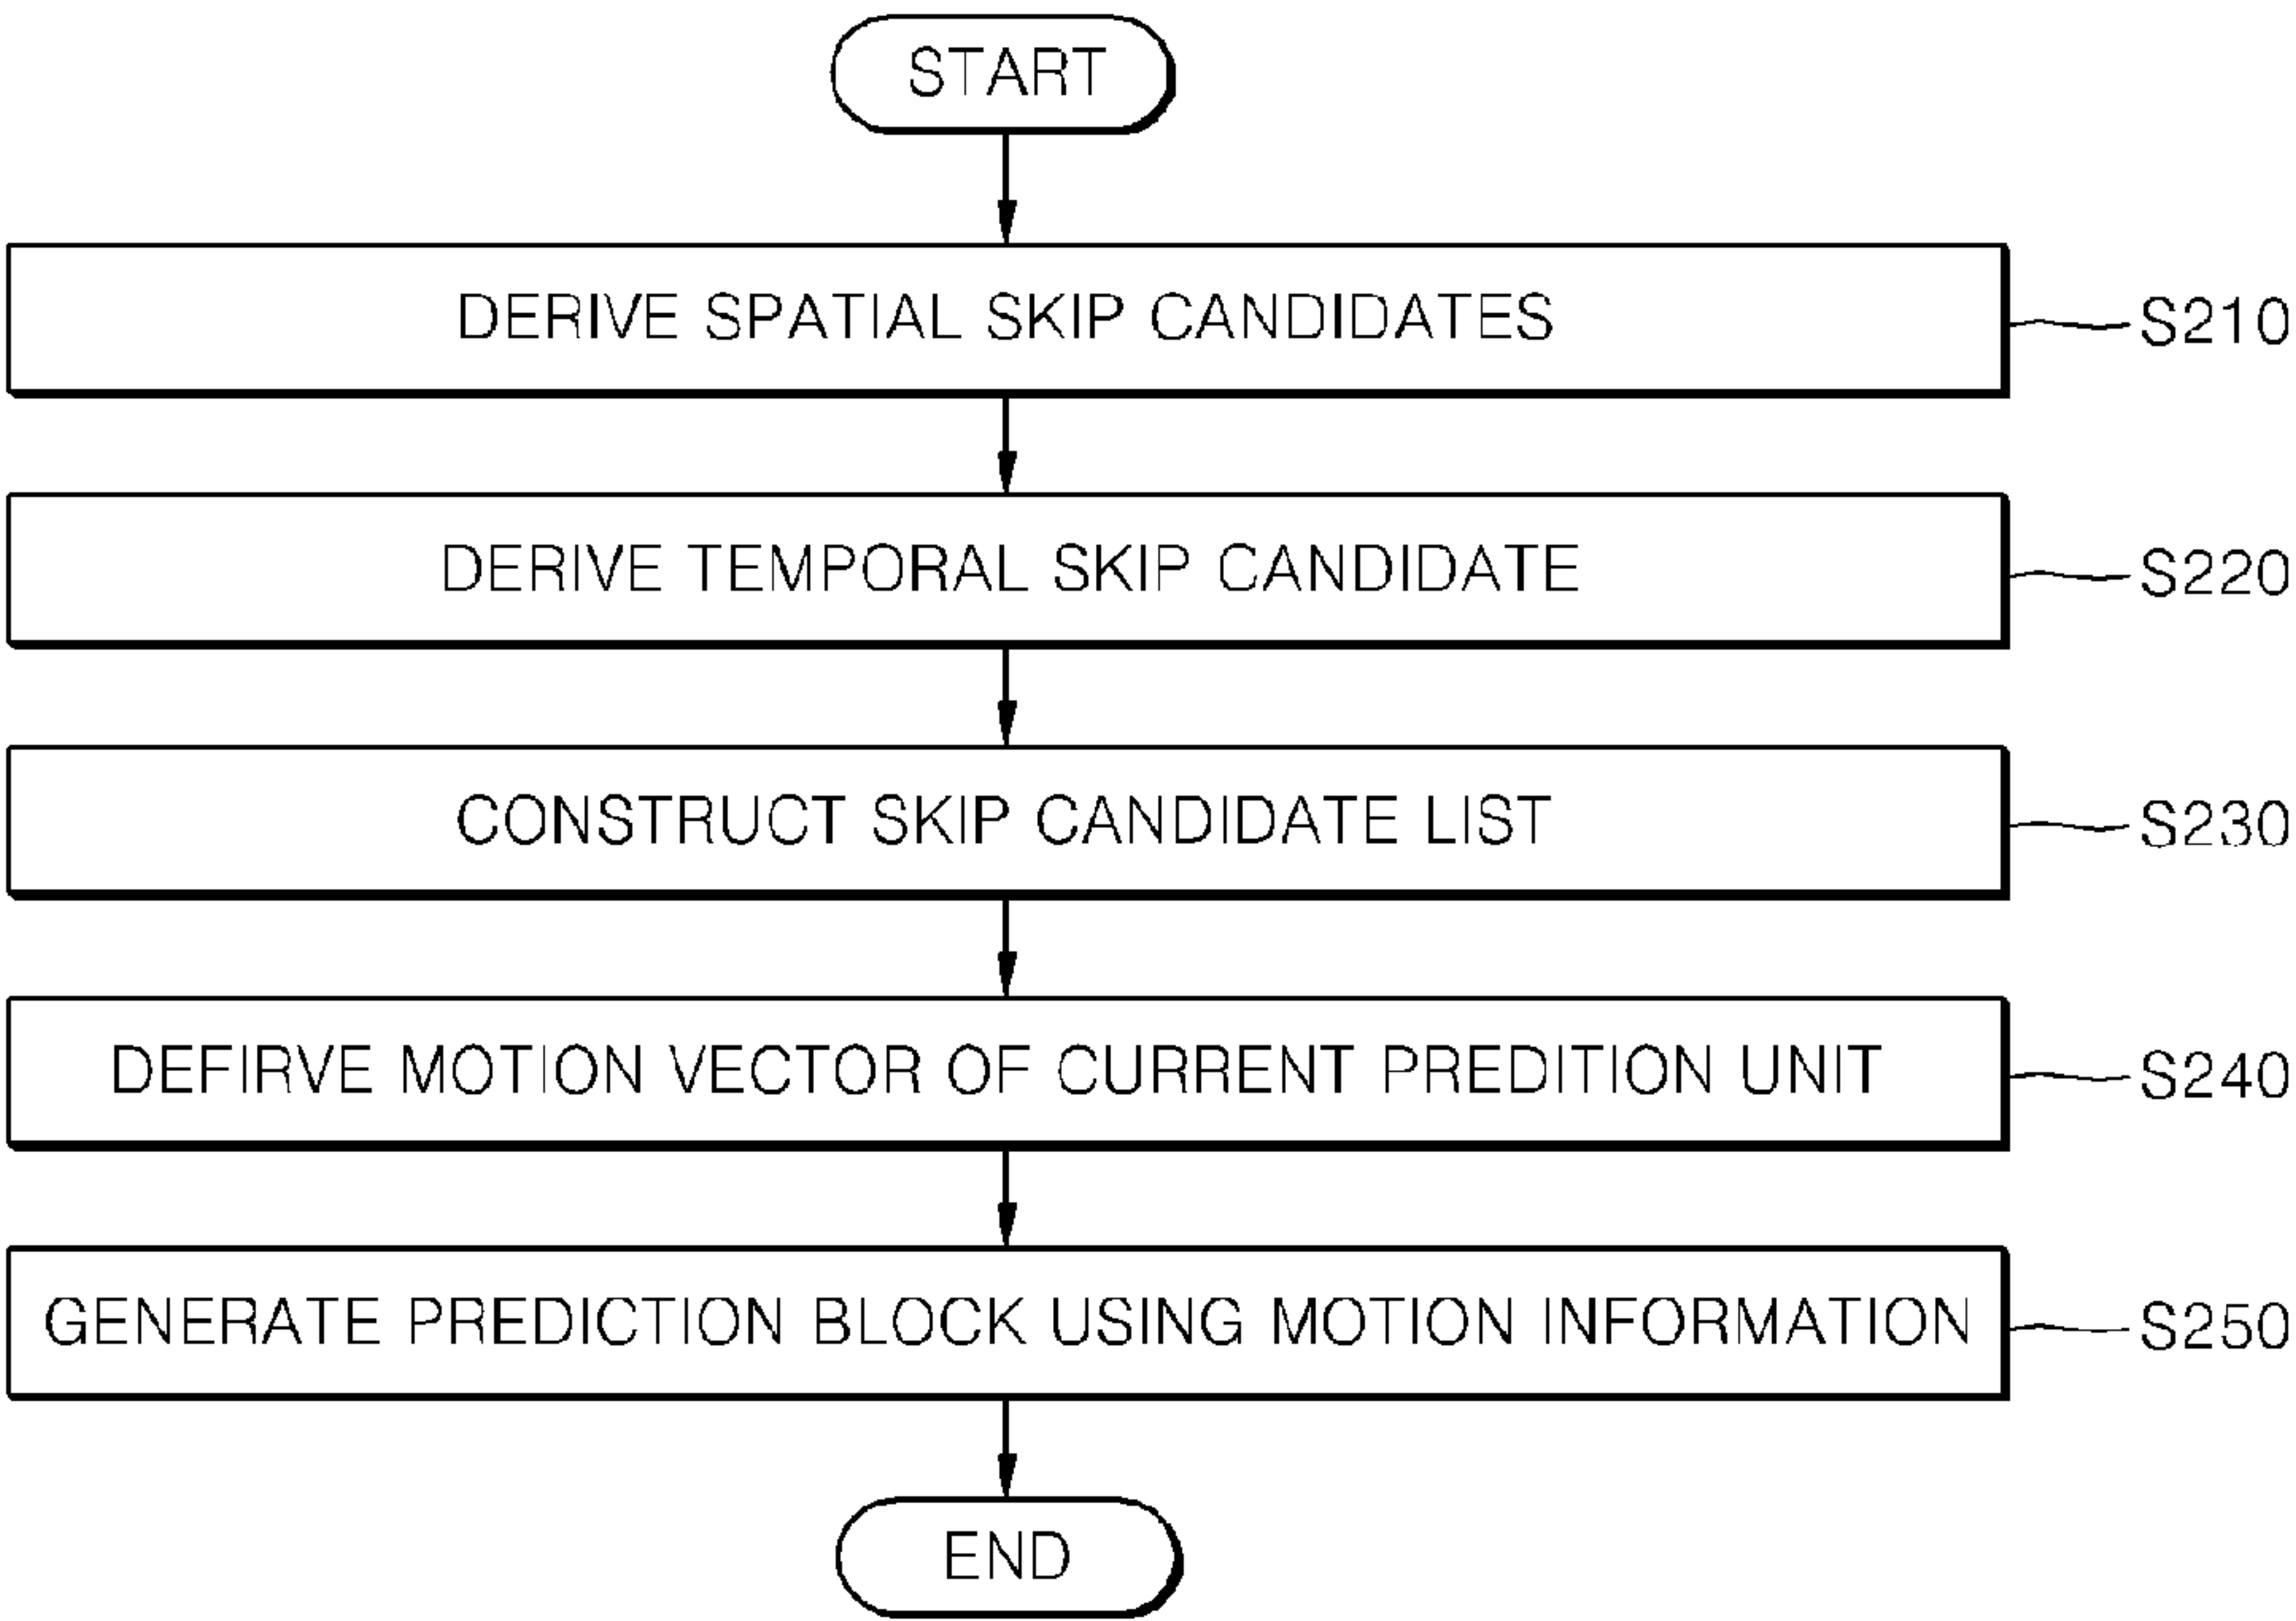 START
DERIVE SPATIAL SKIP CANDIDATES
S210
DERIVE TEMPORAL SKIP CANDIDATE
S220
CONSTRUCT SKIP CANDIDATE LIST
S230
DEFIRVE MOTION VECTOR OF CURRENT PREDITION UNIT
S240
GENERATE PREDICTION BLOCK USING MOTION INFORMATION
S250
END